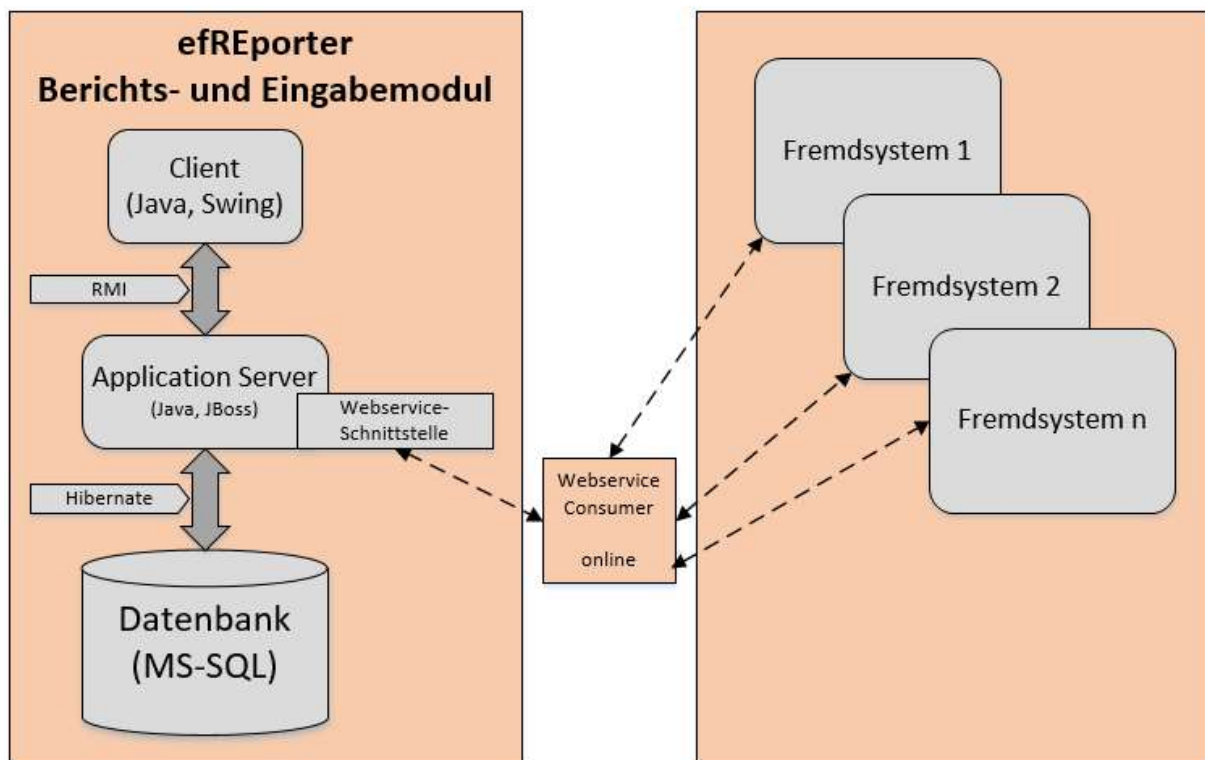 efREporter
Berichts- und Eingabemodul
Client
(Java, Swing)
RMI
Application Server
(Java, JBoss)
Webservice-
Schnittstelle
Hibernate
Datenbank
(MS-SQL)
Webservice
Consumer
online
Fremdsystem 1
Fremdsystem 2
Fremdsystem n